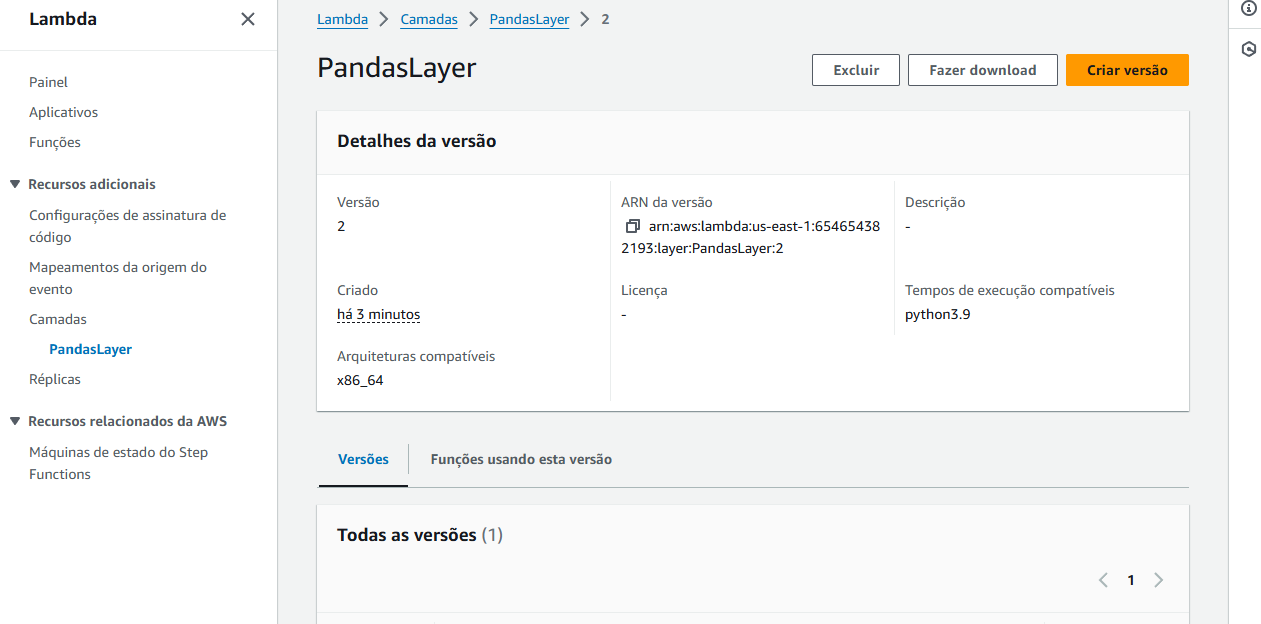 Lambda
Painel
Aplicativos
Funções
Recursos adicionais
Configurações de assinatura de
código
Mapeamentos da origem do
evento
Camadas
PandasLayer
Réplicas
Recursos relacionados da AWS
Máquinas de estado do Step
Functions
Lambda > Camadas > PandasLayer > 2
PandasLayer
Excluir Fazer download Criar versão
Detalhes da versão
Versão
2
ARN da versão
arn:aws:lambda:us-east-1:65465438
2193:layer:PandasLayer:2
Descrição
-
Criado
há 3 minutos
Licença
-
Tempos de execução compatíveis
python3.9
Arquiteturas compatíveis
x86_64
Versões Funções usando esta versão
Todas as versões (1)
1